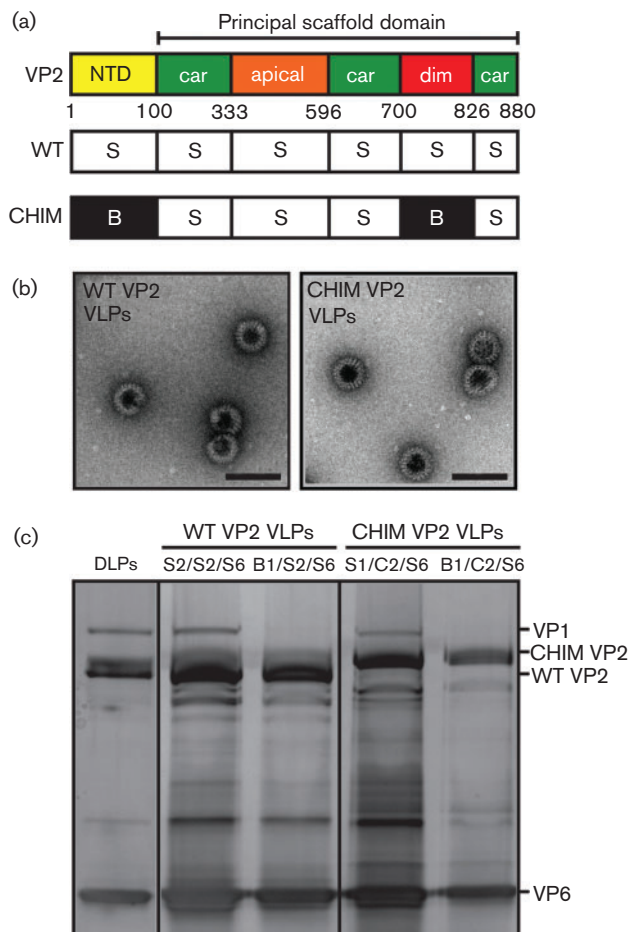 (a)
Principal scaffold domain
VP2 NTD car apical car dim car
1 100 333 596 700 826 880
WT S S S S S S
CHIM B S S S B S
(b)
WT VP2
VLPs
CHIM VP2
VLPs
(c)
WT VP2 VLPs CHIM VP2 VLPs
DLPs S2/S2/S6 B1/S2/S6 S1/C2/S6 B1/C2/S6
VP1
CHIM VP2
WT VP2
VP6